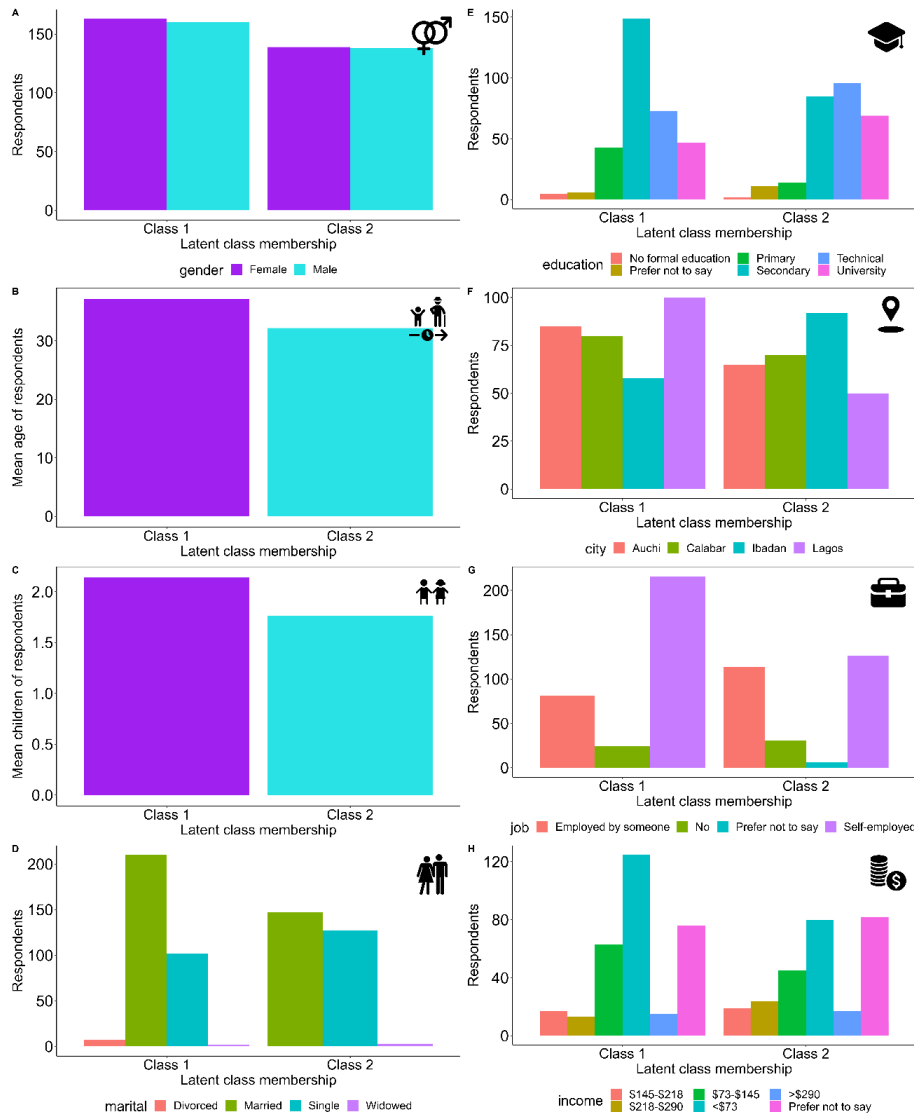 A
Respondents
150
100
50
0
Class 1 Class 2
Latent class membership
gender Female Male
B
Mean age of respondents
30
20
10
0
Class 1 Class 2
Latent class membership
C
Mean children of respondents
2.0
1.5
1.0
0.5
0.0
Class 1 Class 2
Latent class membership
D
Respondents
200
150
100
50
0
Class 1 Class 2
Latent class membership
marital Divorced Married Single Widowed
E
Respondents
150
100
50
0
Class 1 Class 2
Latent class membership
education
No formal education Primary Technical
Prefer not to say Secondary University
F
Respondents
100
75
50
25
0
Class 1 Class 2
Latent class membership
city Auchi Calabar Ibadan Lagos
G
Respondents
200
150
100
50
0
Class 1 Class 2
Latent class membership
job Employed by someone No Prefer not to say Self-employed
H
Respondents
120
80
40
0
Class 1 Class 2
Latent class membership
income
$145-$218 $73-$145 >$290
$218-$290 <$73 Prefer not to say